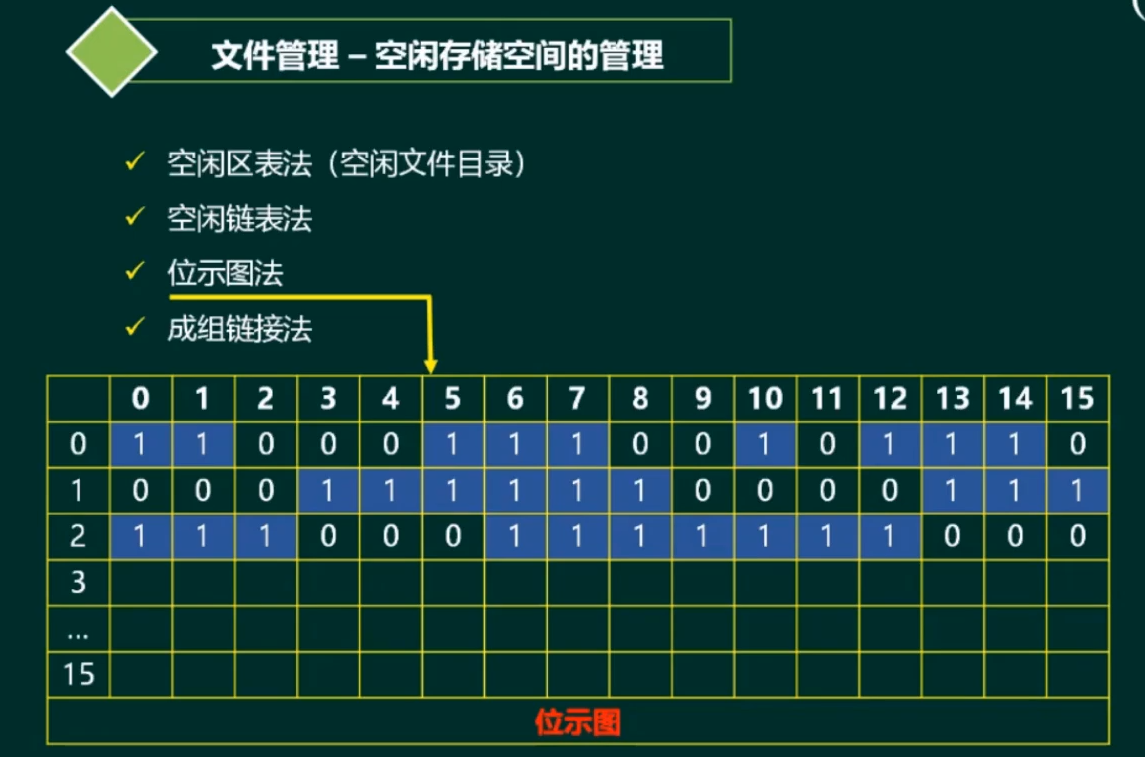 文件管理 – 空闲存储空间的管理
✓ 空闲区表法（空闲文件目录）
✓ 空闲链表法
✓ 位示图法
✓ 成组链接法
0 1 2 3 4 5 6 7 8 9 10 11 12 13 14 15
0 1 1 0 0 0 1 1 1 0 0 1 0 1 1 1 0
1 0 0 0 1 1 1 1 1 1 0 0 0 0 1 1 1
2 1 1 1 0 0 0 1 1 1 1 1 1 1 0 0 0
3
...
15
位示图